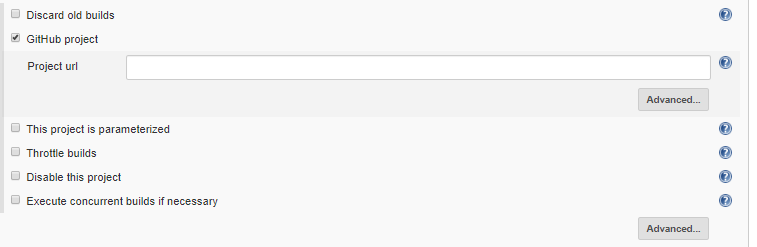 Discard old builds
GitHub project
Project url
Advanced...
This project is parameterized
Throttle builds
Disable this project
Execute concurrent builds if necessary
Advanced...